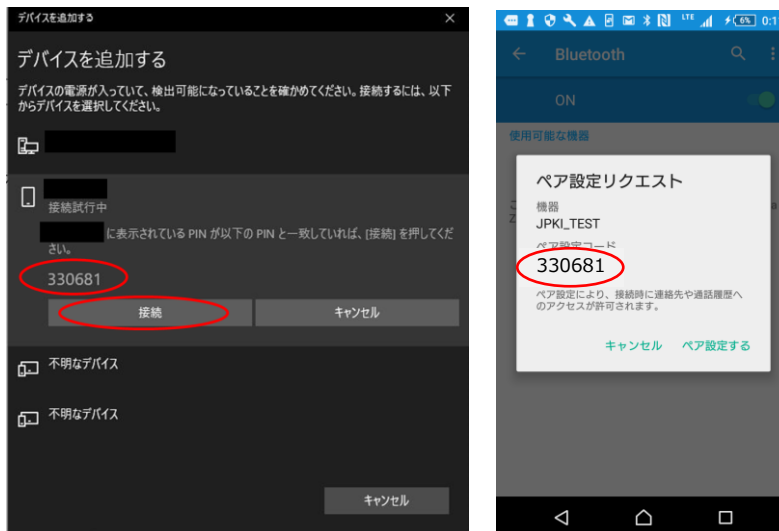 デバイスを追加する
デバイスを追加する
デバイスの電源が入っていて、検出可能になっていることを確かめてください。接続するには、以下
からデバイスを選択してください。
接続試行中
に表示されている PIN が以下の PIN と一致していれば、[接続] を押してくだ
さい。
330681
接続
キャンセル
不明なデバイス
不明なデバイス
キャンセル
LTE
6%
Bluetooth
ON
使用可能な機器
ペア設定リクエスト
機器
JPKI_TEST
ペア設定コード
330681
ペア設定により、接続時に連絡先や通話履歴へ
のアクセスが許可されます。
キャンセル ペア設定する